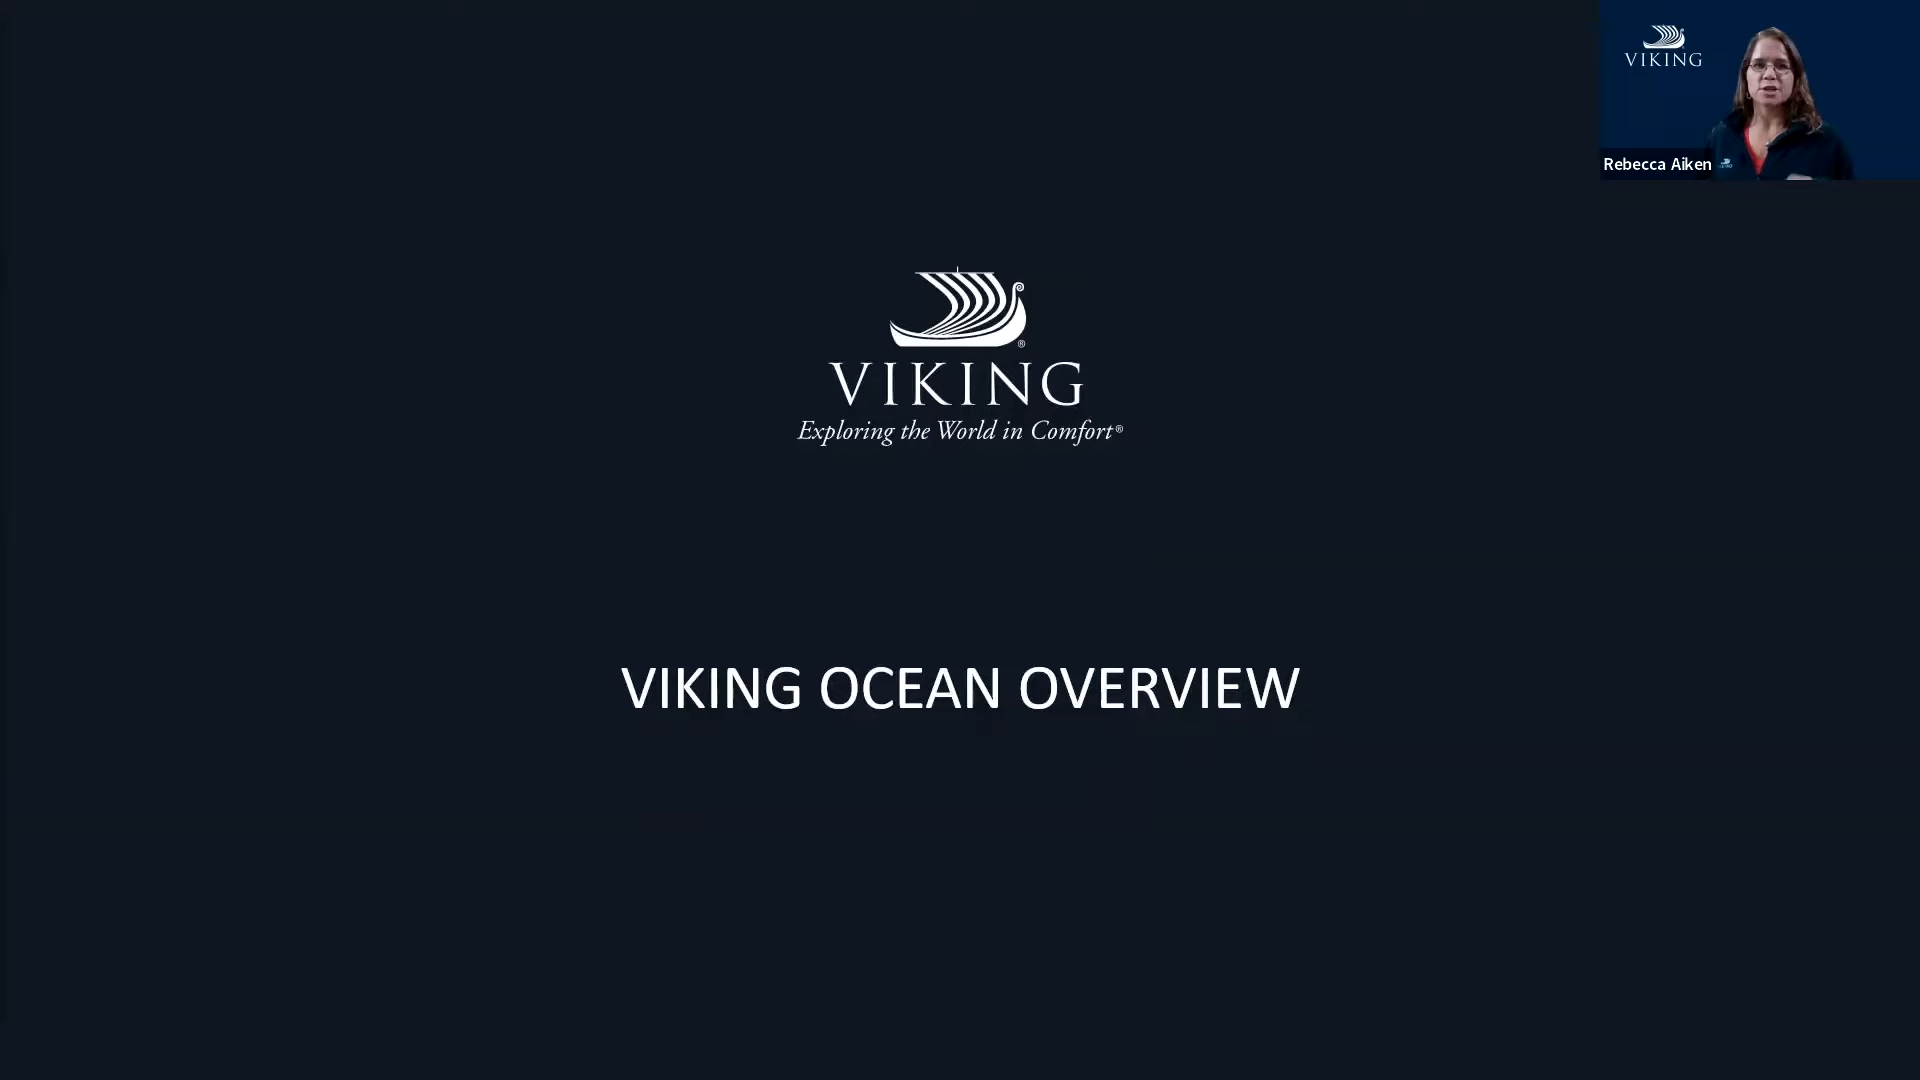 VIKING
Rebecca Aiken
VIKING
Exploring the World in Comfort®
VIKING OCEAN OVERVIEW